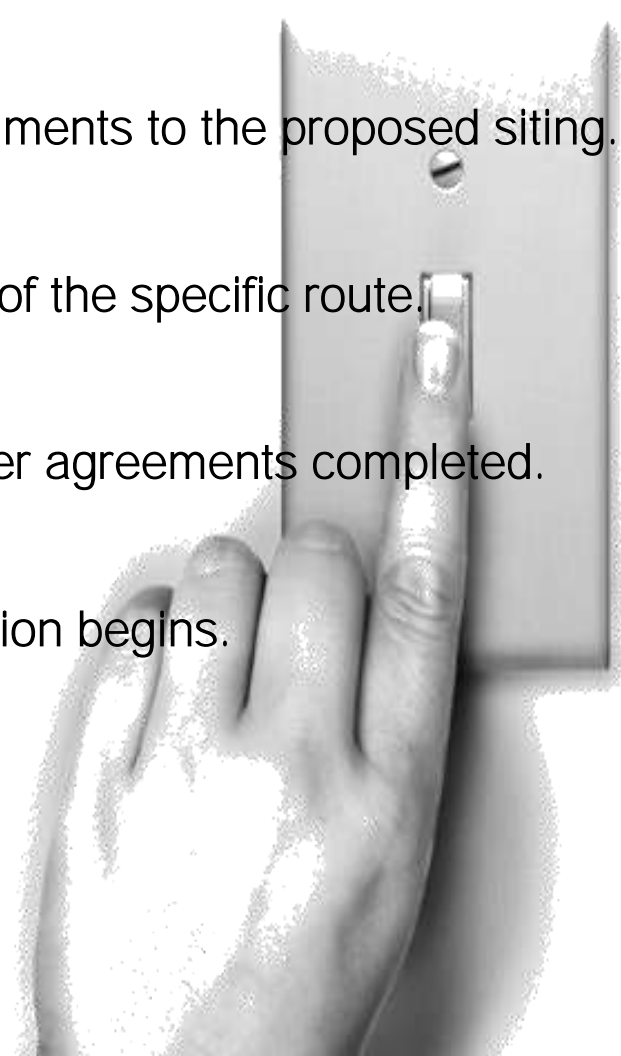 ments to the proposed siting.
of the specific route.
er agreements completed.
ion begins.